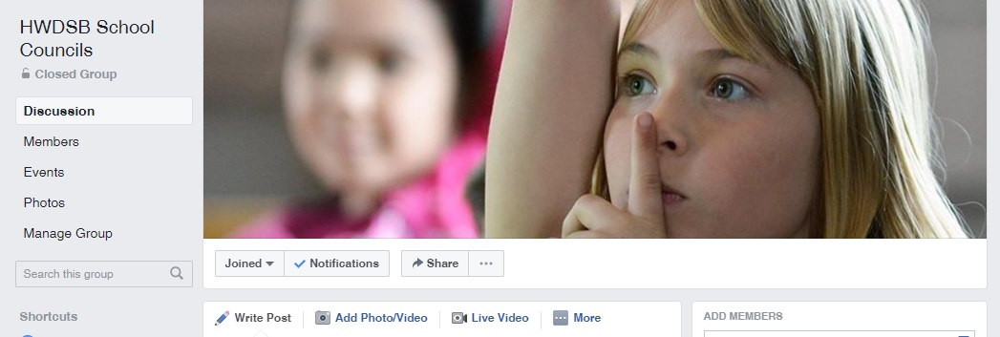 HWDSB School
Councils
Closed Group
Discussion
Members
Events
Photos
Manage Group
Search this group
Shortcuts
Joined
Notifications
Share
Write Post
Add Photo/Video
Live Video
More
ADD MEMBERS